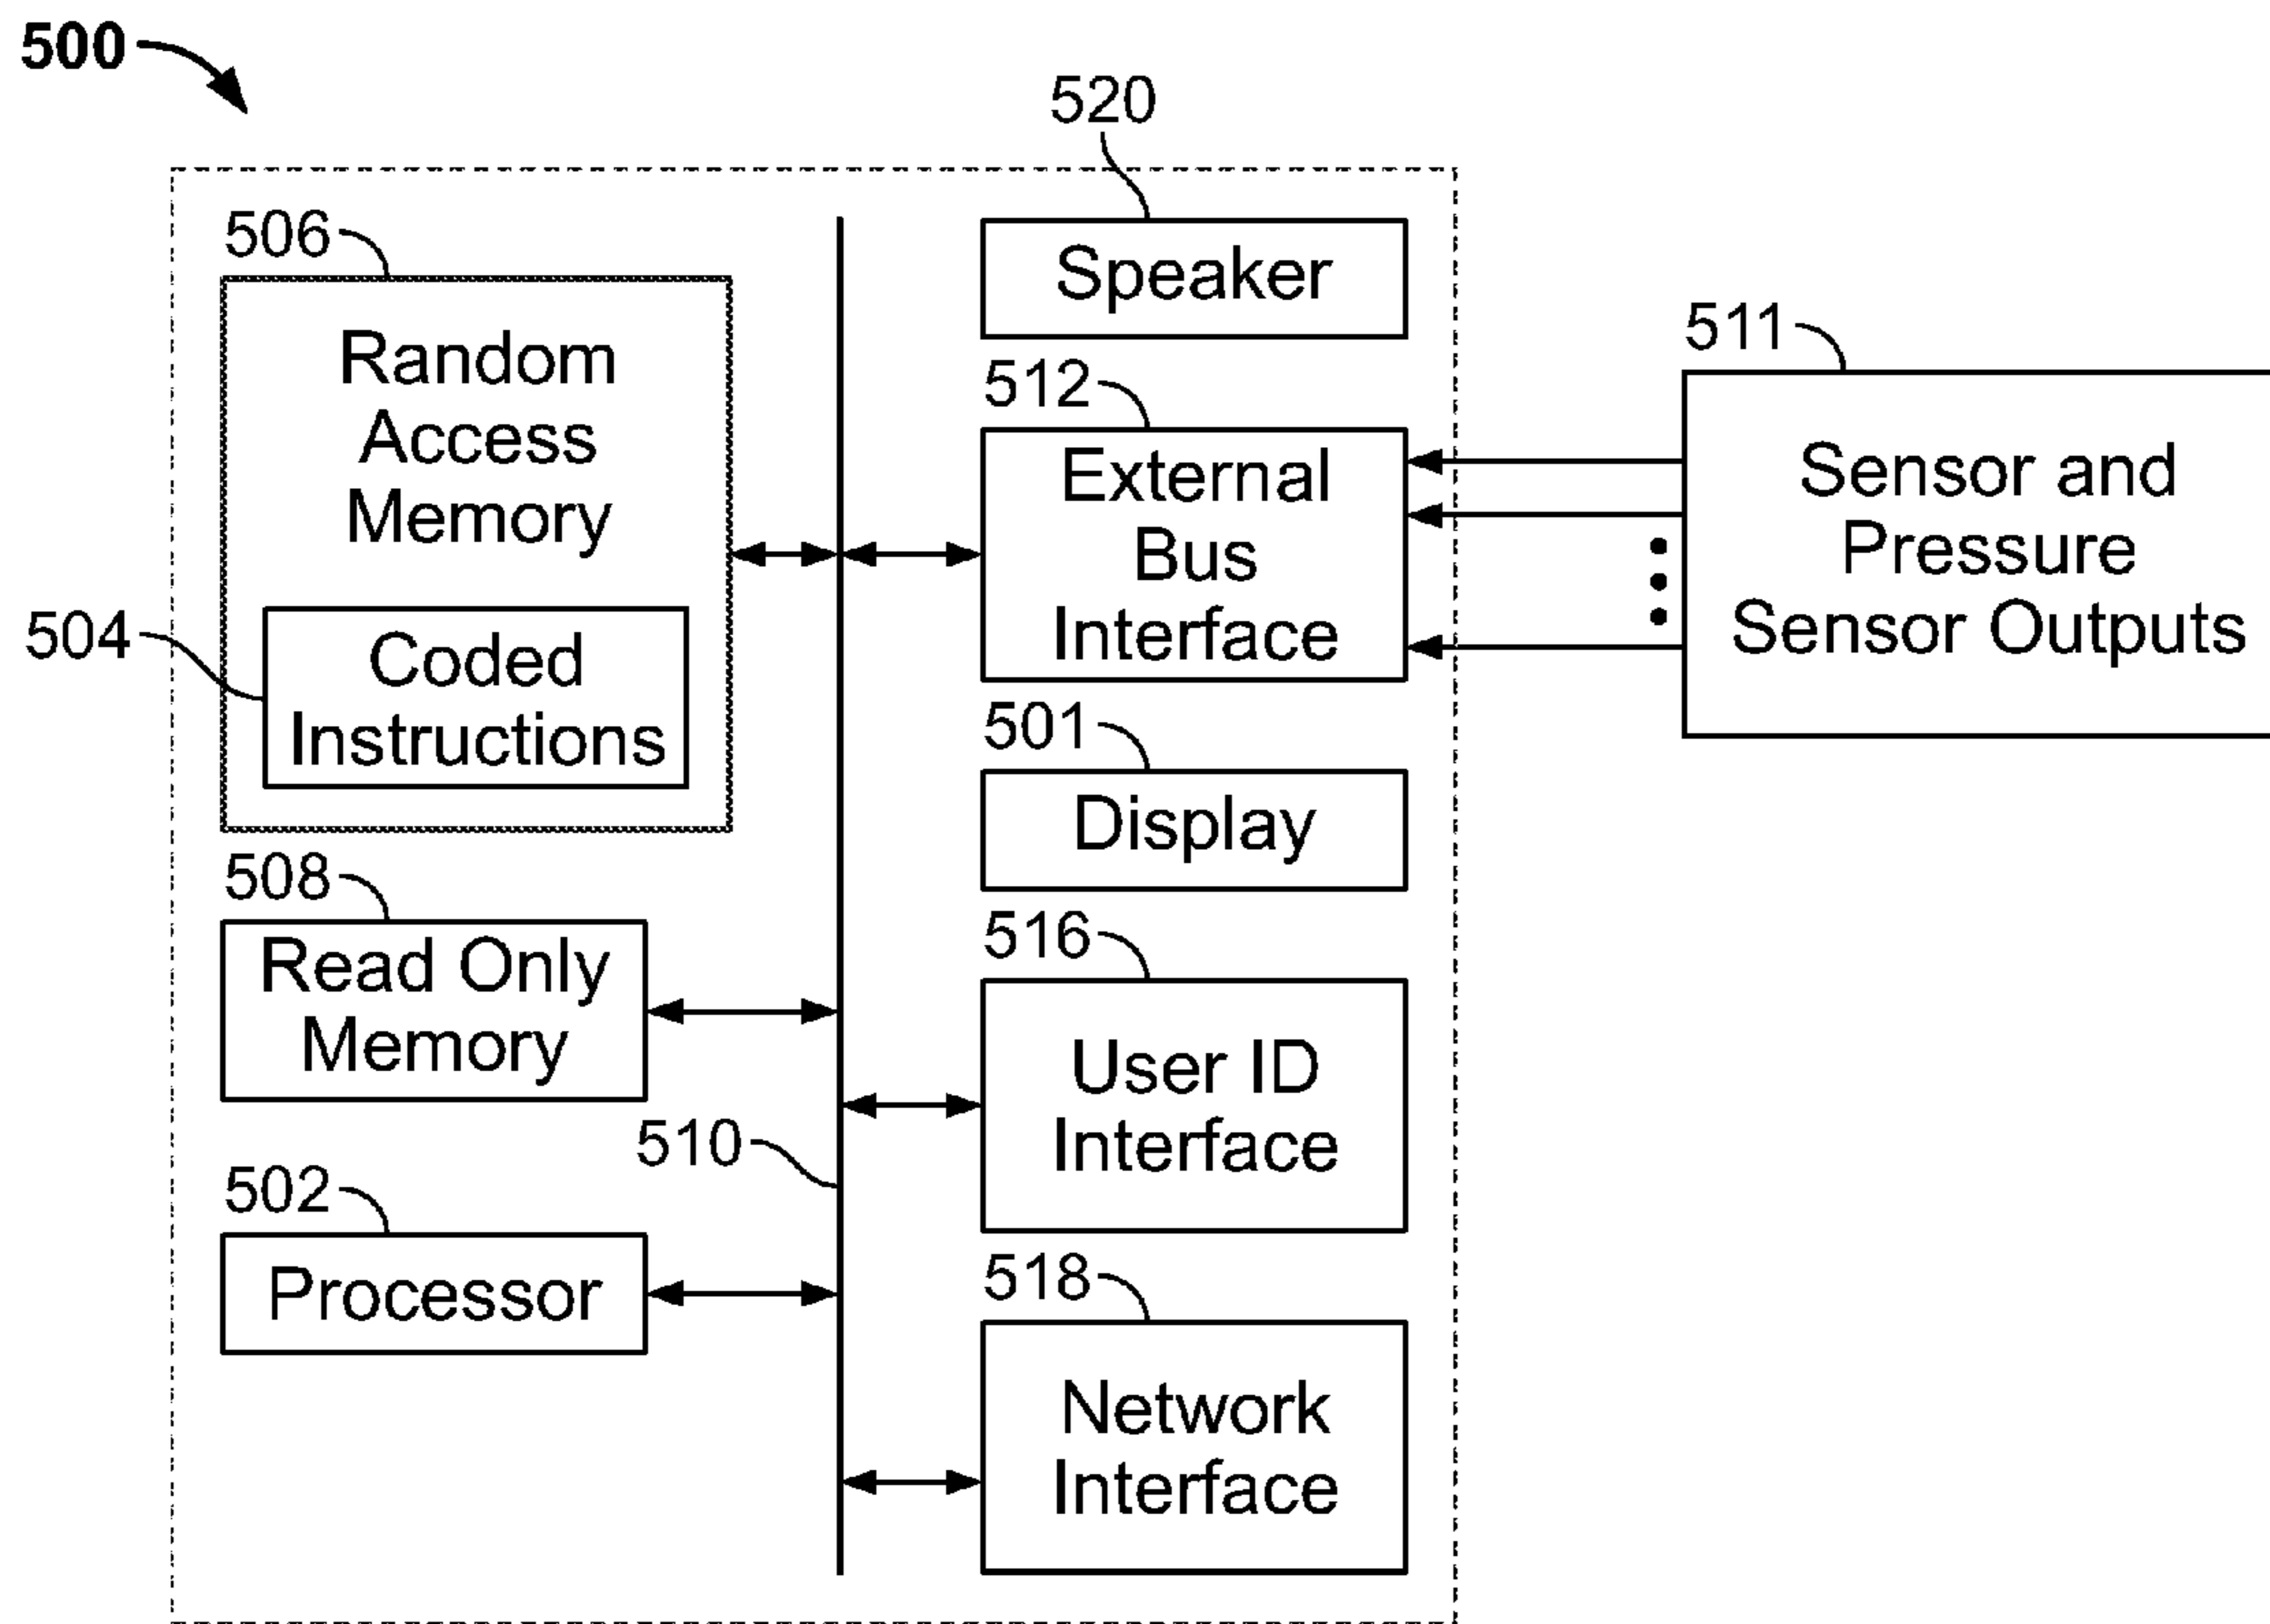 500
520
506
Speaker
Random
Access
Memory
512
External
Bus
Interface
511
Sensor and
Pressure
Sensor Outputs
504
Coded
Instructions
501
Display
508
Read Only
Memory
516
User ID
Interface
510
502
Processor
518
Network
Interface